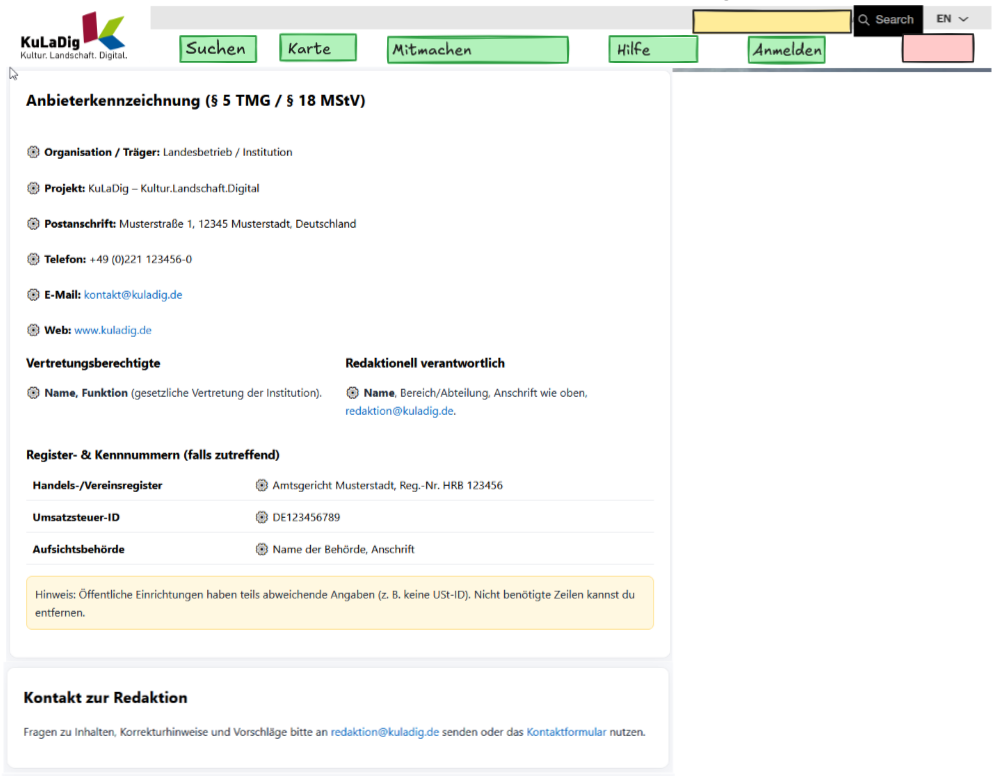 Search
EN
KuLaDig
Kultur. Landschaft. Digital.
Suchen
Karte
Mitmachen
Hilfe
Anmelden
Anbieterkennzeichnung (§ 5 TMG / § 18 MStV)
Organisation / Träger: Landesbetrieb / Institution
Projekt: KuLaDig – Kultur.Landschaft.Digital
Postanschrift: Musterstraße 1, 12345 Musterstadt, Deutschland
Telefon: +49 (0)221 123456-0
E-Mail: kontakt@kuladig.de
Web: www.kuladig.de
Vertretungsberechtigte
Name, Funktion (gesetzliche Vertretung der Institution).
Redaktionell verantwortlich
Name, Bereich/Abteilung, Anschrift wie oben,
redaktion@kuladig.de.
Register- & Kennnummern (falls zutreffend)
Handels-/Vereinsregister Amtsgericht Musterstadt, Reg.-Nr. HRB 123456
Umsatzsteuer-ID DE123456789
Aufsichtsbehörde Name der Behörde, Anschrift
Hinweis: Öffentliche Einrichtungen haben teils abweichende Angaben (z. B. keine USt-ID). Nicht benötigte Zeilen kannst du
entfernen.
Kontakt zur Redaktion
Fragen zu Inhalten, Korrekturhinweise und Vorschläge bitte an redaktion@kuladig.de senden oder das Kontaktformular nutzen.